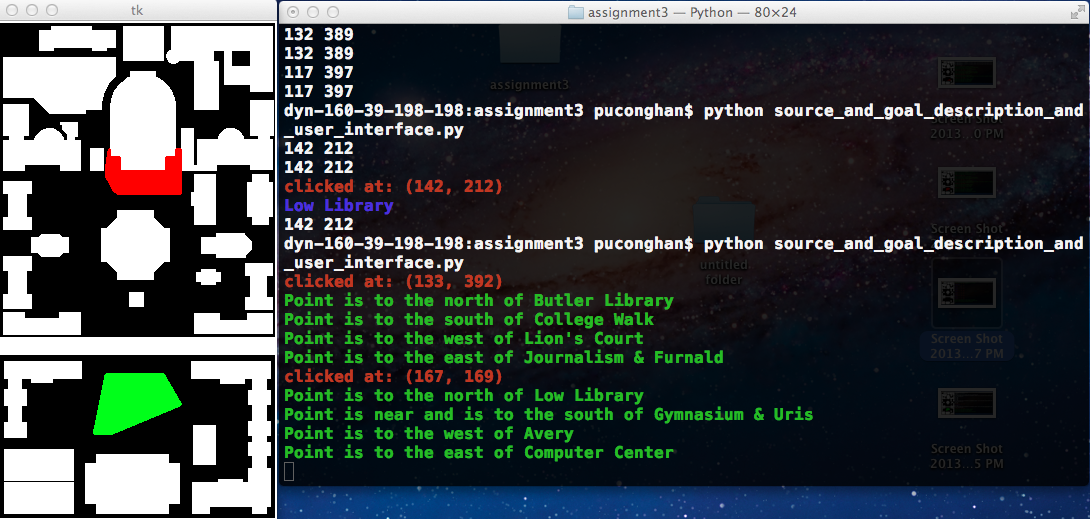 tk
assignment3 — Python — 80×24
132 389
132 389
117 397
117 397
dyn-160-39-198-198:assignment3 puconghan$ python source_and_goal_description_and
_user_interface.py
142 212
142 212
clicked at: (142, 212)
Low Library
142 212
dyn-160-39-198-198:assignment3 puconghan$ python source_and_goal_description_and
_user_interface.py
clicked at: (133, 392)
Point is to the north of Butler Library
Point is to the south of College Walk
Point is to the west of Lion's Court
Point is to the east of Journalism & Furnald
clicked at: (167, 169)
Point is to the north of Low Library
Point is near and is to the south of Gymnasium & Uris
Point is to the west of Avery
Point is to the east of Computer Center
assignment3
untitled
folder
2013...0 PM
Screen Shot
Screen Shot
2013...7 PM
Screen Shot
2013...5 PM